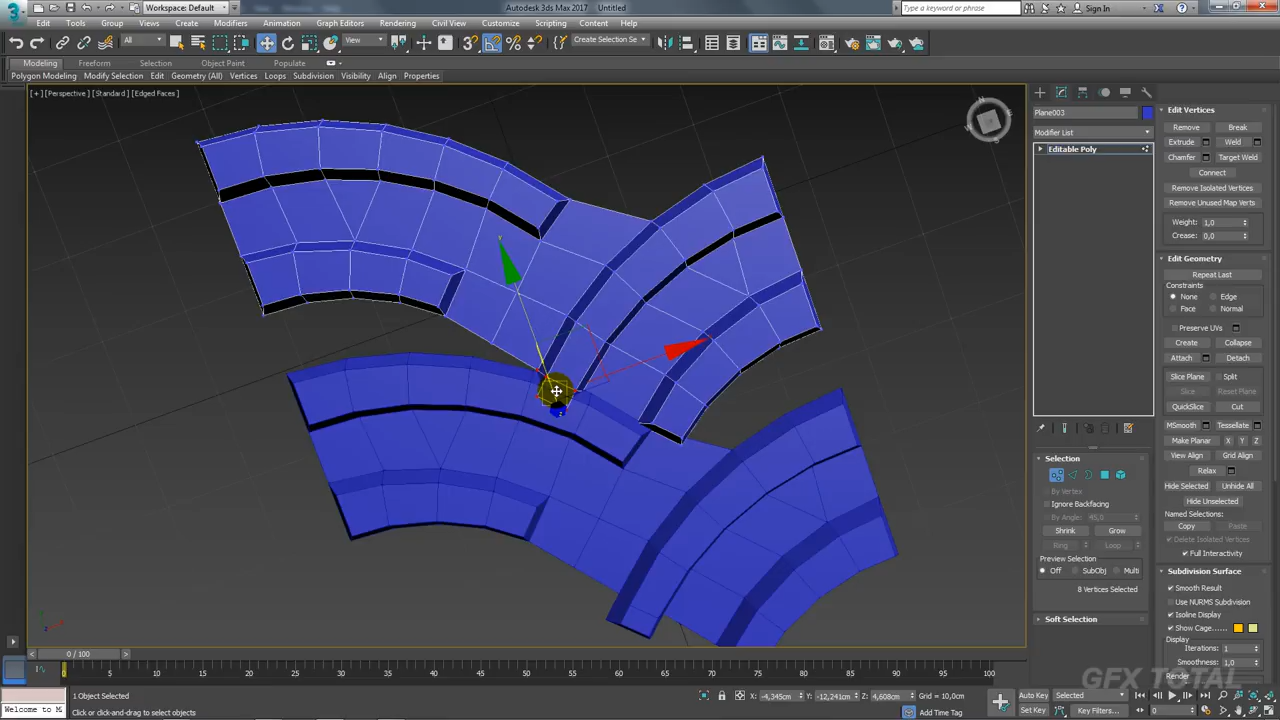 Workspace: Default
Autodesk 3ds Max 2017 Untitled
Type a keyword or phrase
Sign In
Edit Tools Group Views Create Modifiers Animation Graph Editors Rendering Civil View Customize Scripting Content Help
All
View
Create Selection Se
Modeling Freeform Selection Object Paint Populate
Polygon Modeling Modify Selection Edit Geometry (All) Vertices Loops Subdivision Visibility Align Properties
[+] [Perspective] [Standard] [Edged Faces]
Plane003
Modifier List
Editable Poly
Selection
By Vertex
Ignore Backfacing
By Angle: 45,0
Shrink Grow
Ring Loop
Preview Selection
Off SubObj Multi
8 Vertices Selected
Soft Selection
Edit Vertices
Remove Break
Extrude Weld
Chamfer Target Weld
Connect
Remove Isolated Vertices
Remove Unused Map Verts
Weight: 1,0
Crease: 0,0
Edit Geometry
Repeat Last
Constraints
None Edge
Face Normal
Preserve UVs
Create Collapse
Attach Detach
Slice Plane Split
Slice Reset Plane
QuickSlice Cut
MSmooth Tessellate
Make Planar X Y Z
View Align Grid Align
Relax
Hide Selected Unhide All
Hide Unselected
Named Selections:
Copy Paste
Delete Isolated Vertices
Full Interactivity
Subdivision Surface
Smooth Result
Use NURMS Subdivision
Isoline Display
Show Cage......
Display
Iterations: 1
Smoothness: 1,0
Render
GFX TOTAL
0 / 100
0 5 10 15 20 25 30 35 40 45 50 55 60 65 70 75 80 85 90 95 100
1 Object Selected
X: -4,345cm Y: -12,241cm Z: 4,608cm Grid = 10,0cm
Auto Key Selected
Welcome to M
Click or click-and-drag to select objects
Add Time Tag
Set Key Key Filters...
0